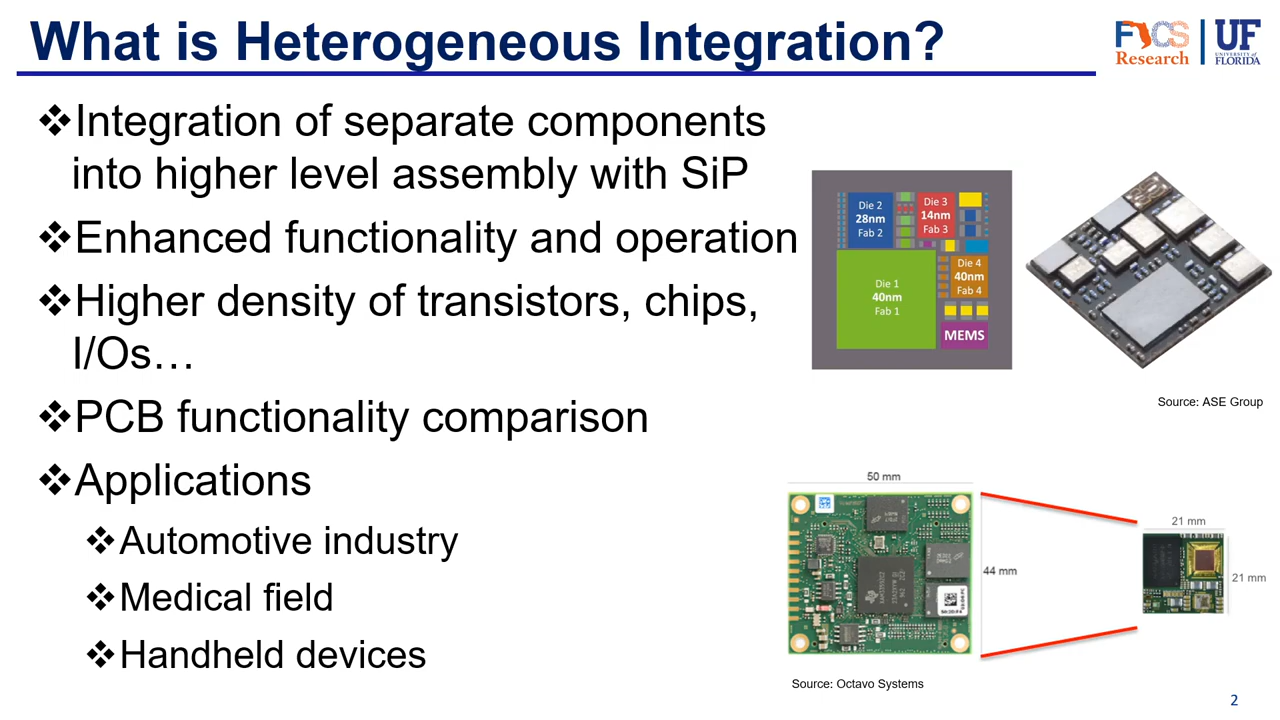 What is Heterogeneous Integration?
FICS
Research
UF
UNIVERSITY of
FLORIDA
❖Integration of separate components
into higher level assembly with SiP
❖Enhanced functionality and operation
❖Higher density of transistors, chips,
I/Os…
❖PCB functionality comparison
❖Applications
❖Automotive industry
❖Medical field
❖Handheld devices
Die 2
28nm
Fab 2
Die 3
14nm
Fab 3
Die 1
40nm
Fab 1
Die 4
40nm
Fab 4
MEMS
Source: ASE Group
50 mm
44 mm
21 mm
21 mm
Source: Octavo Systems
2